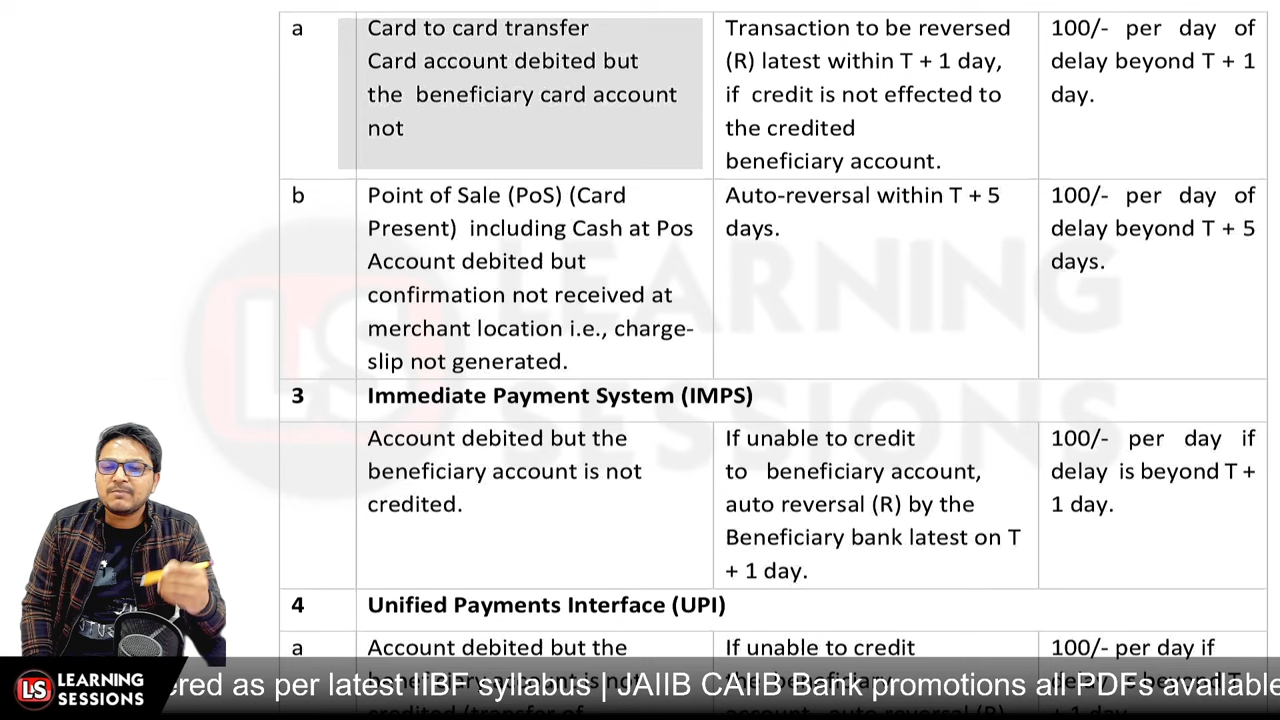 a
Card to card transfer
Card account debited but
the beneficiary card account
not
Transaction to be reversed
(R) latest within T + 1 day,
if credit is not effected to
the credited
beneficiary account.
100/- per day of
delay beyond T + 1
day.
b
Point of Sale (PoS) (Card
Present) including Cash at Pos
Account debited but
confirmation not received at
merchant location i.e., charge-
slip not generated.
Auto-reversal within T + 5
days.
100/- per day of
delay beyond T + 5
days.
3
Immediate Payment System (IMPS)
Account debited but the
beneficiary account is not
credited.
If unable to credit
to beneficiary account,
auto reversal (R) by the
Beneficiary bank latest on T
+ 1 day.
100/- per day if
delay is beyond T +
1 day.
4
Unified Payments Interface (UPI)
a
Account debited but the
If unable to credit
100/- per day if
LS LEARNING
SESSIONS
ered as per latest IIBF syllabus | JAIIB CAIIB Bank promotions all PDFs available
LS LEARNING
SESSIONS